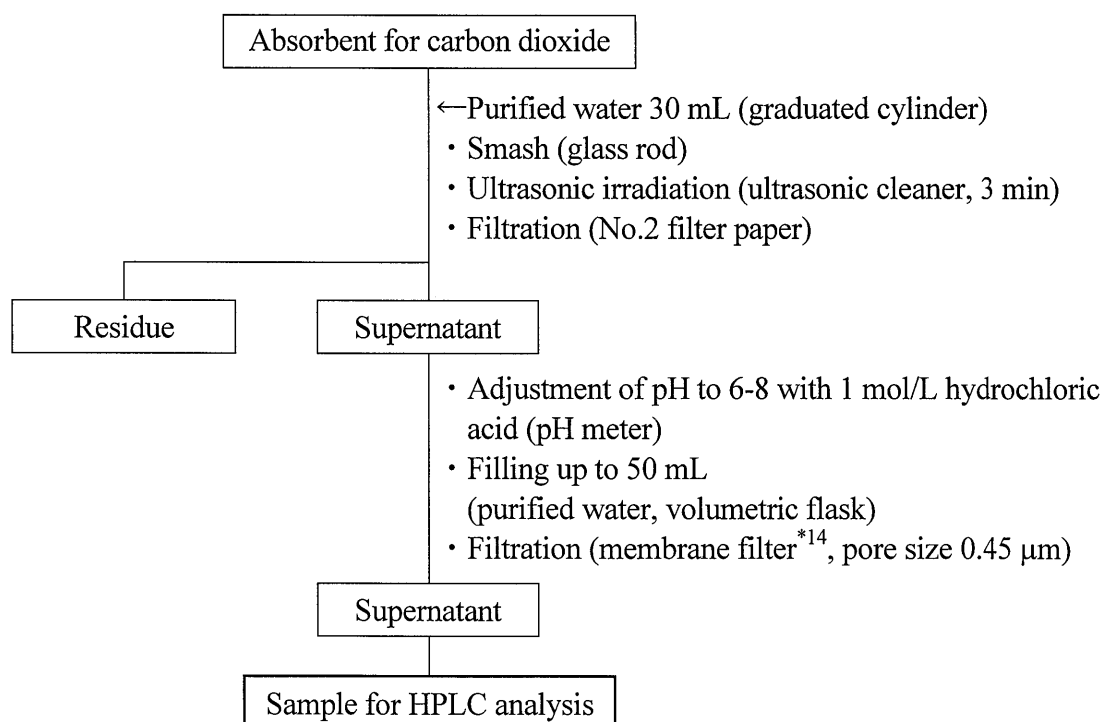 Absorbent for carbon dioxide
←Purified water 30 mL (graduated cylinder)
・Smash (glass rod)
・Ultrasonic irradiation (ultrasonic cleaner, 3 min)
・Filtration (No.2 filter paper)
Residue
Supernatant
・Adjustment of pH to 6-8 with 1 mol/L hydrochloric
acid (pH meter)
・Filling up to 50 mL
(purified water, volumetric flask)
・Filtration (membrane filter*14, pore size 0.45 μm)
Supernatant
Sample for HPLC analysis